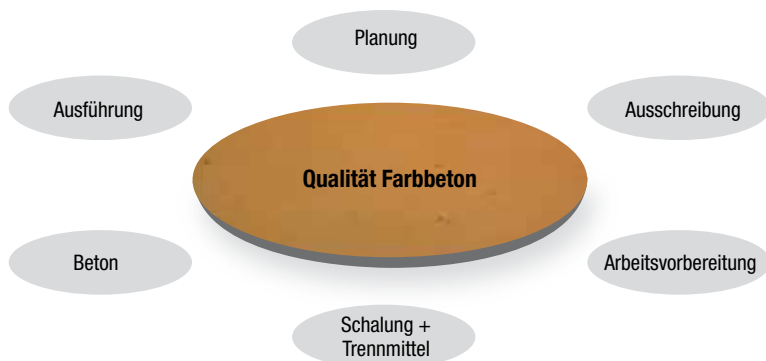 Planung
Ausführung
Ausschreibung
Qualität Farbbeton
Beton
Arbeitsvorbereitung
Schalung +
Trennmittel